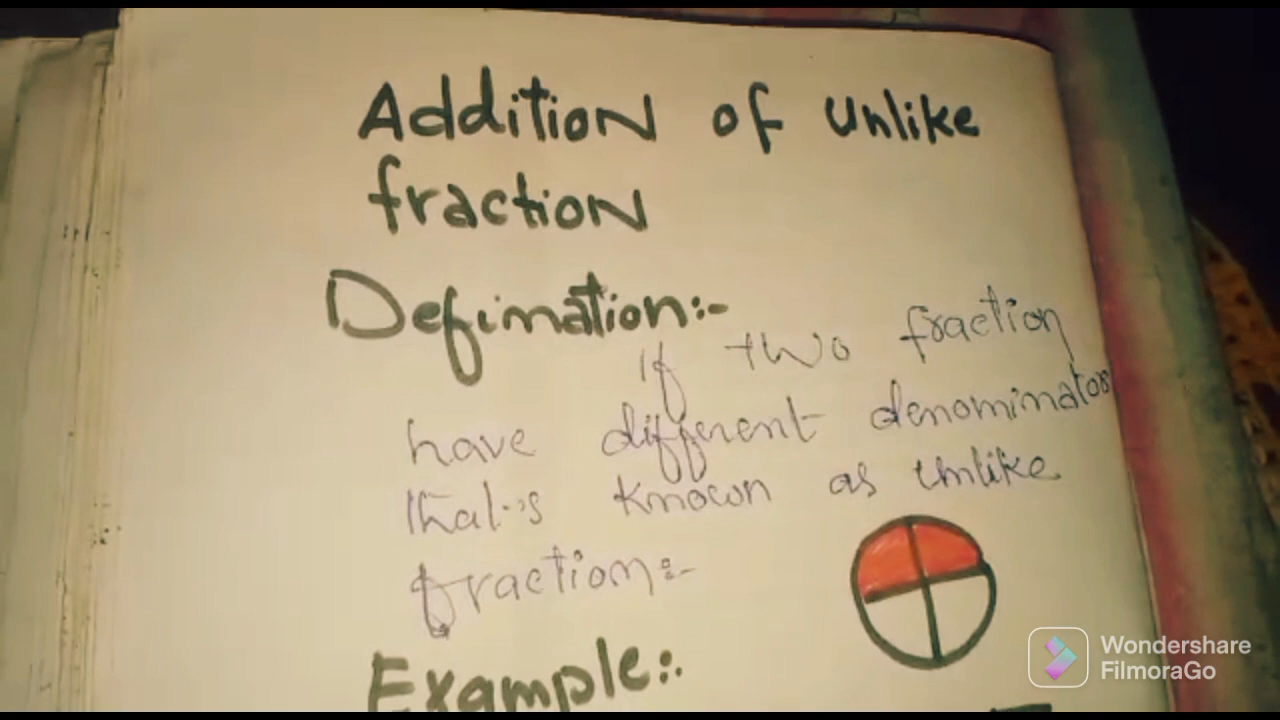 Addition of unlike
fraction
Defination:-
if two fraction
have different denominator
that's known as unlike
fraction:-
Example:.
Wondershare
FilmoraGo